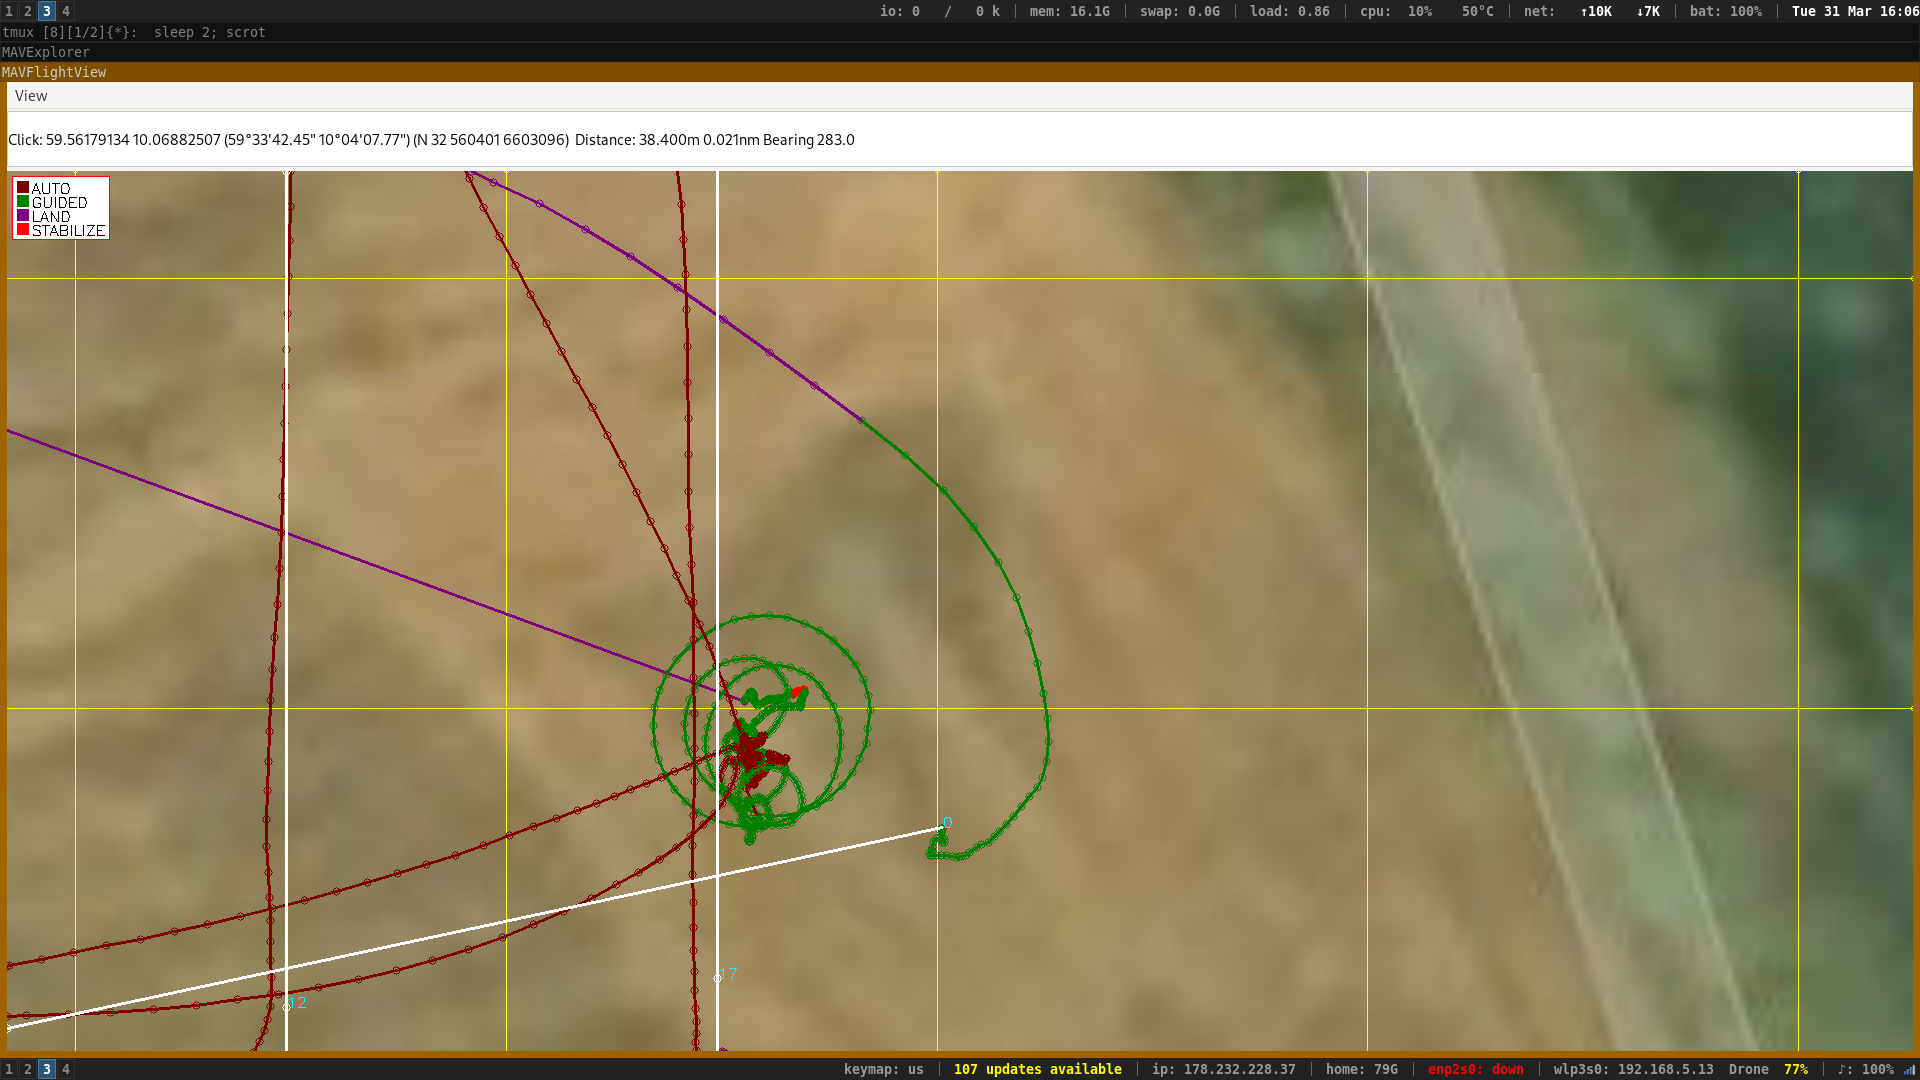 1 2 3 4 io: 0 / 0 k | mem: 16.1G | swap: 0.0G | load: 0.86 | cpu: 10% 50°C | net: ↑10K ↓7K | bat: 100% | Tue 31 Mar 16:06
tmux [8][1/2]{*}: sleep 2; scrot
MAVExplorer
MAVFlightView
View
Click: 59.56179134 10.06882507 (59°33'42.45" 10°04'07.77") (N 32 560401 6603096) Distance: 38.400m 0.021nm Bearing 283.0
AUTO
GUIDED
LAND
STABILIZE
0
17
12
1 2 3 4 keymap: us | 107 updates available | ip: 178.232.228.37 | home: 79G | enp2s0: down | wlp3s0: 192.168.5.13 Drone 77% | ♪: 100%